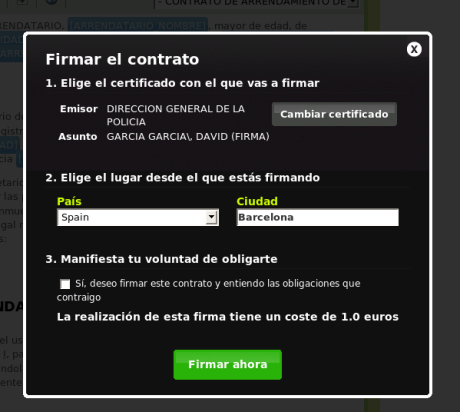 - CONTRATO DE ARRENDAMIENTO DE
ENDATARIO, [ARRENDATARIO_NOMBRE], mayor de edad, de
Firmar el contrato
X
1. Elige el certificado con el que vas a firmar
Emisor DIRECCION GENERAL DE LA
POLICIA
Cambiar certificado
Asunto GARCIA GARCIA\, DAVID (FIRMA)
2. Elige el lugar desde el que estás firmando
País Ciudad
Spain Barcelona
3. Manifiesta tu voluntad de obligarte
Sí, deseo firmar este contrato y entiendo las obligaciones que
contraigo
La realización de esta firma tiene un coste de 1.0 euros
Firmar ahora